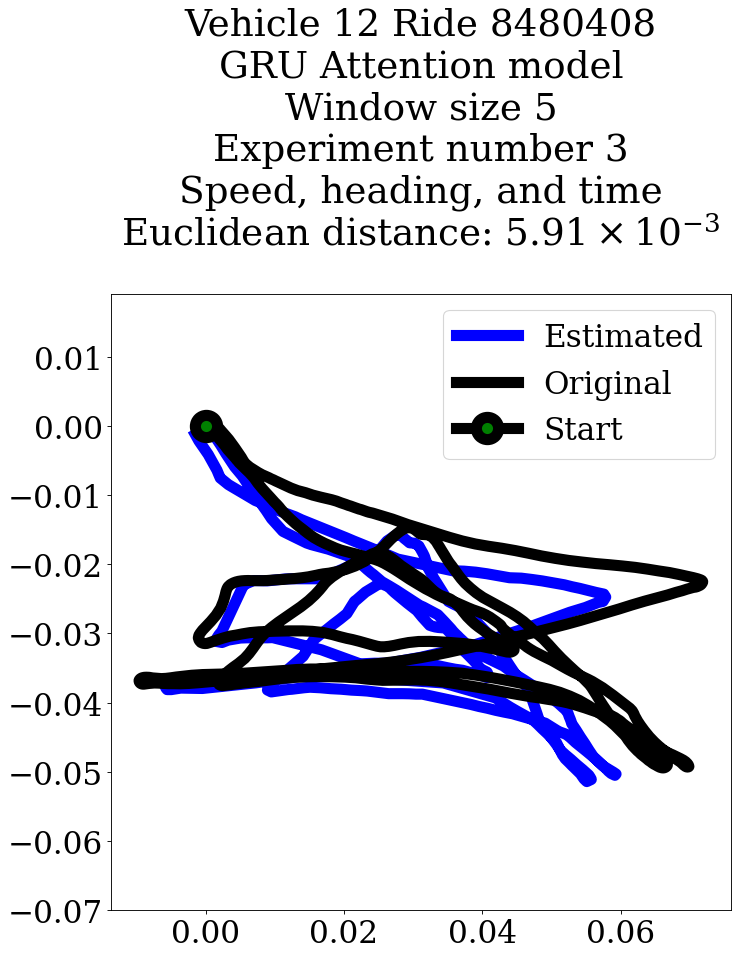 Vehicle 12 Ride 8480408
GRU Attention model
Window size 5
Experiment number 3
Speed, heading, and time
Euclidean distance: 5.91 × 10⁻³
Estimated
Original
Start
0.01
0.00
−0.01
−0.02
−0.03
−0.04
−0.05
−0.06
−0.07
0.00 0.02 0.04 0.06